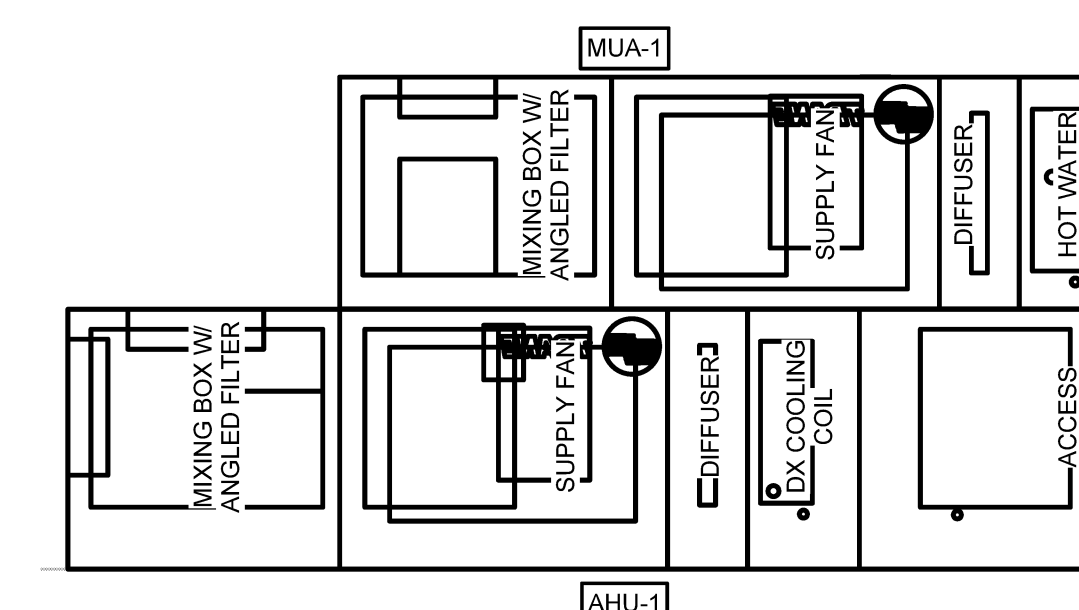 MUA-1
MIXING BOX W/
ANGLED FILTER
SUPPLY FAN
DIFFUSER
HOT WATER
MIXING BOX W/
ANGLED FILTER
SUPPLY FAN
DIFFUSER
DX COOLING
COIL
ACCESS
AHU-1